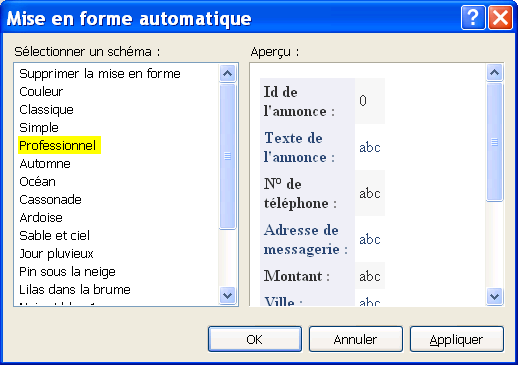 Mise en forme automatique
Sélectionner un schéma :
Aperçu :
Supprimer la mise en forme
Couleur
Classique
Simple
Professionnel
Automne
Océan
Cassonade
Ardoise
Sable et ciel
Jour pluvieux
Pin sous la neige
Lilas dans la brume
Id de
l'annonce : 0
Texte de
l'annonce : abc
N° de
téléphone : abc
Adresse de
messagerie : abc
Montant : abc
Ville : abc
OK
Annuler
Appliquer